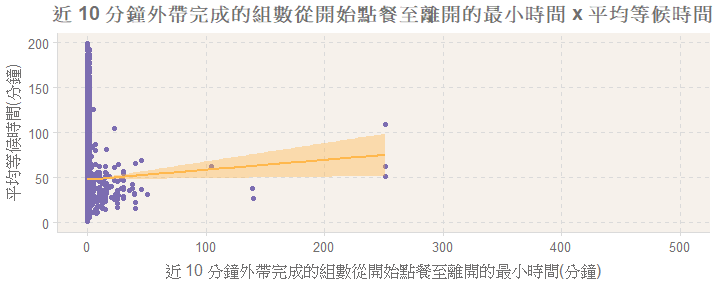 近 10 分鐘外帶完成的組數從開始點餐至離開的最小時間 x 平均等候時間
平均等候時間(分鐘)
200
150
100
50
0
0 100 200 300 400 500
近 10 分鐘外帶完成的組數從開始點餐至離開的最小時間(分鐘)